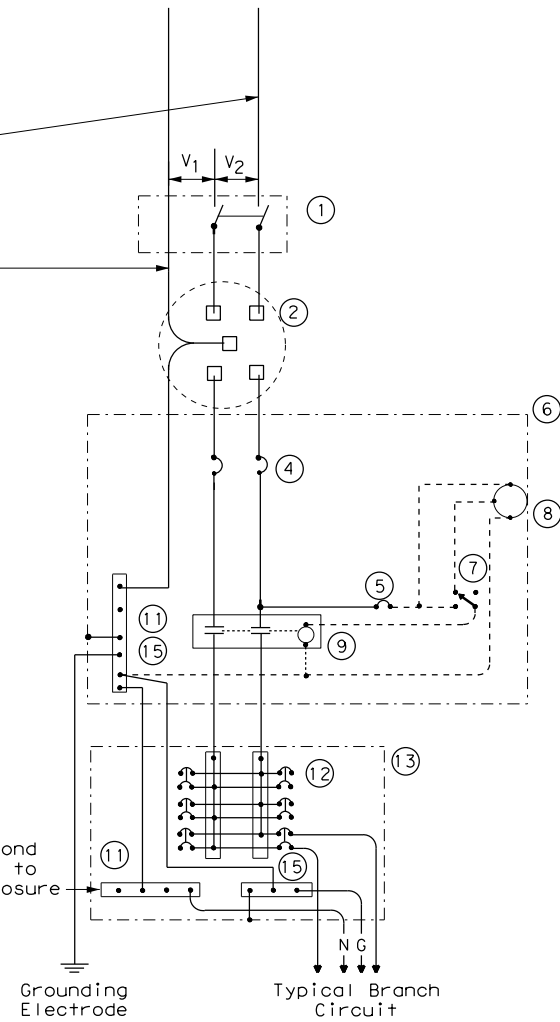 V1 V2
1
2
6
4
8
5
7
11
15
9
13
12
11
15
ond
to
osure
N G
Grounding
Electrode
Typical Branch
Circuit